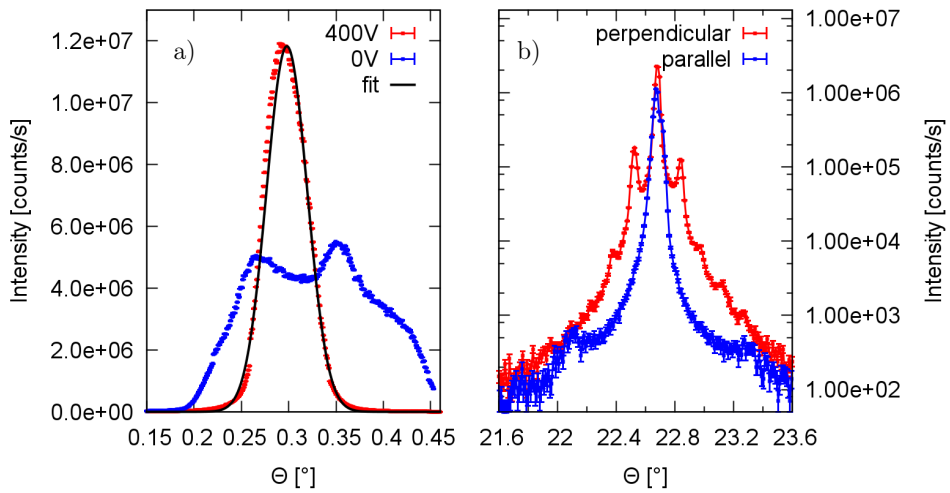 a)
400V
0V
fit
1.2e+07
1.0e+07
8.0e+06
6.0e+06
4.0e+06
2.0e+06
0.0e+00
0.15 0.2 0.25 0.3 0.35 0.4 0.45
Θ [°]
Intensity [counts/s]
b)
perpendicular
parallel
1.00e+07
1.00e+06
1.00e+05
1.00e+04
1.00e+03
1.00e+02
21.6 22 22.4 22.8 23.2 23.6
Θ [°]
Intensity [counts/s]